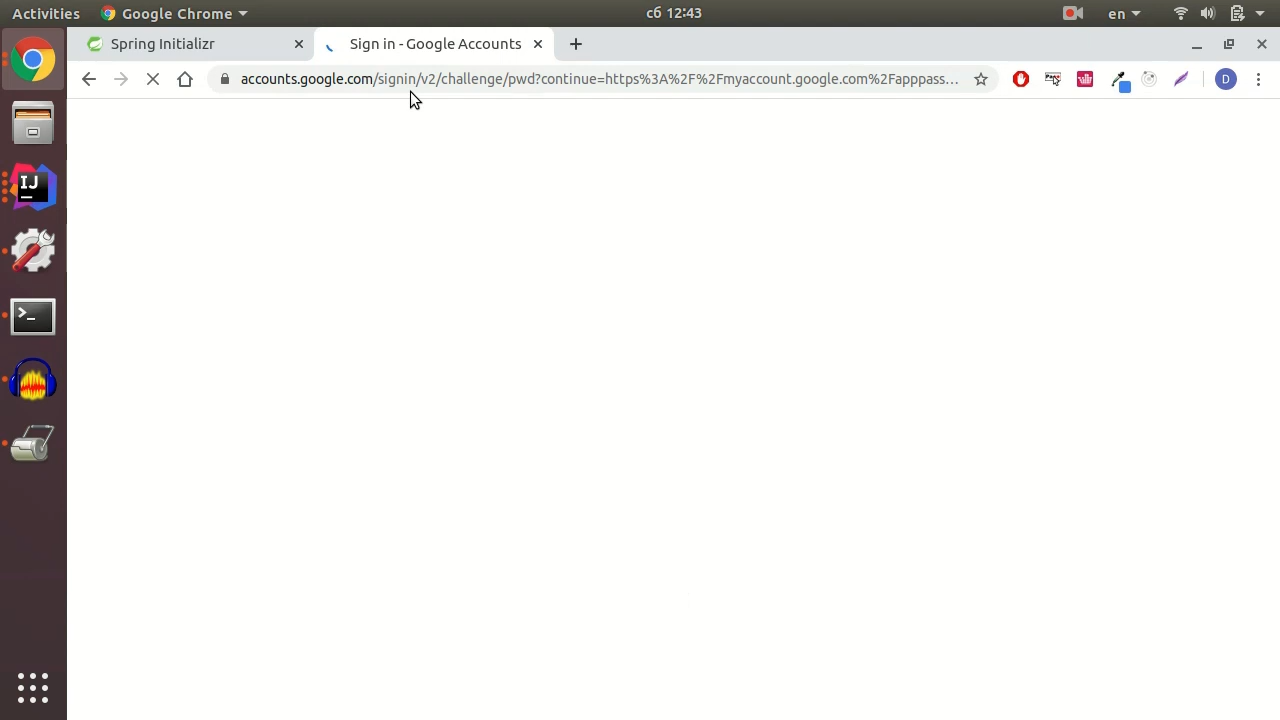 Activities Google Chrome сб 12:43 en
Spring Initializr Sign in - Google Accounts
accounts.google.com/signin/v2/challenge/pwd?continue=https%3A%2F%2Fmyaccount.google.com%2Fapppass... D
IJ
>_